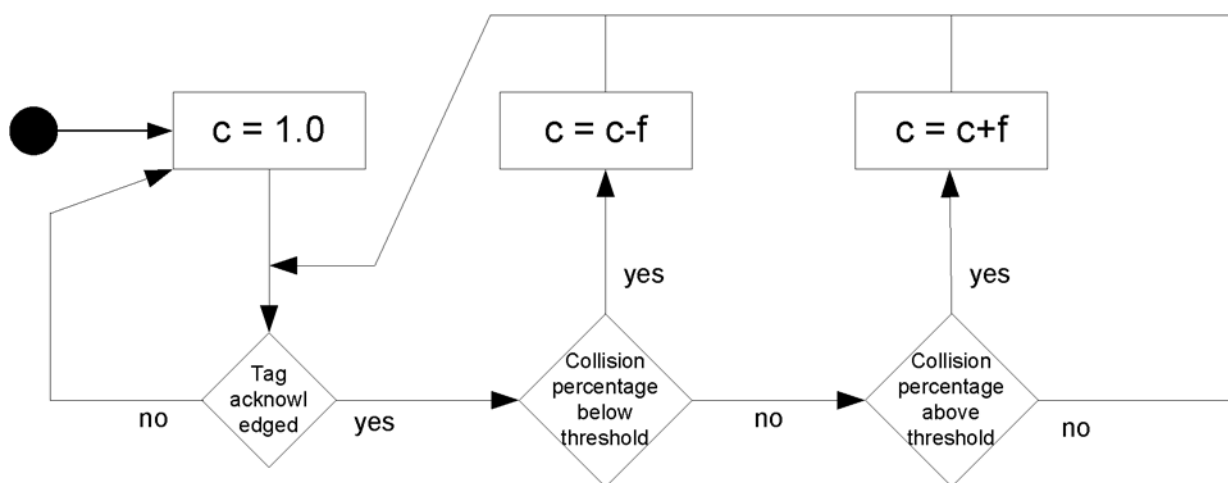 c = 1.0
c = c-f
c = c+f
yes
yes
Tag
acknowl
edged
Collision
percentage
below
threshold
Collision
percentage
above
threshold
no
yes
no
no